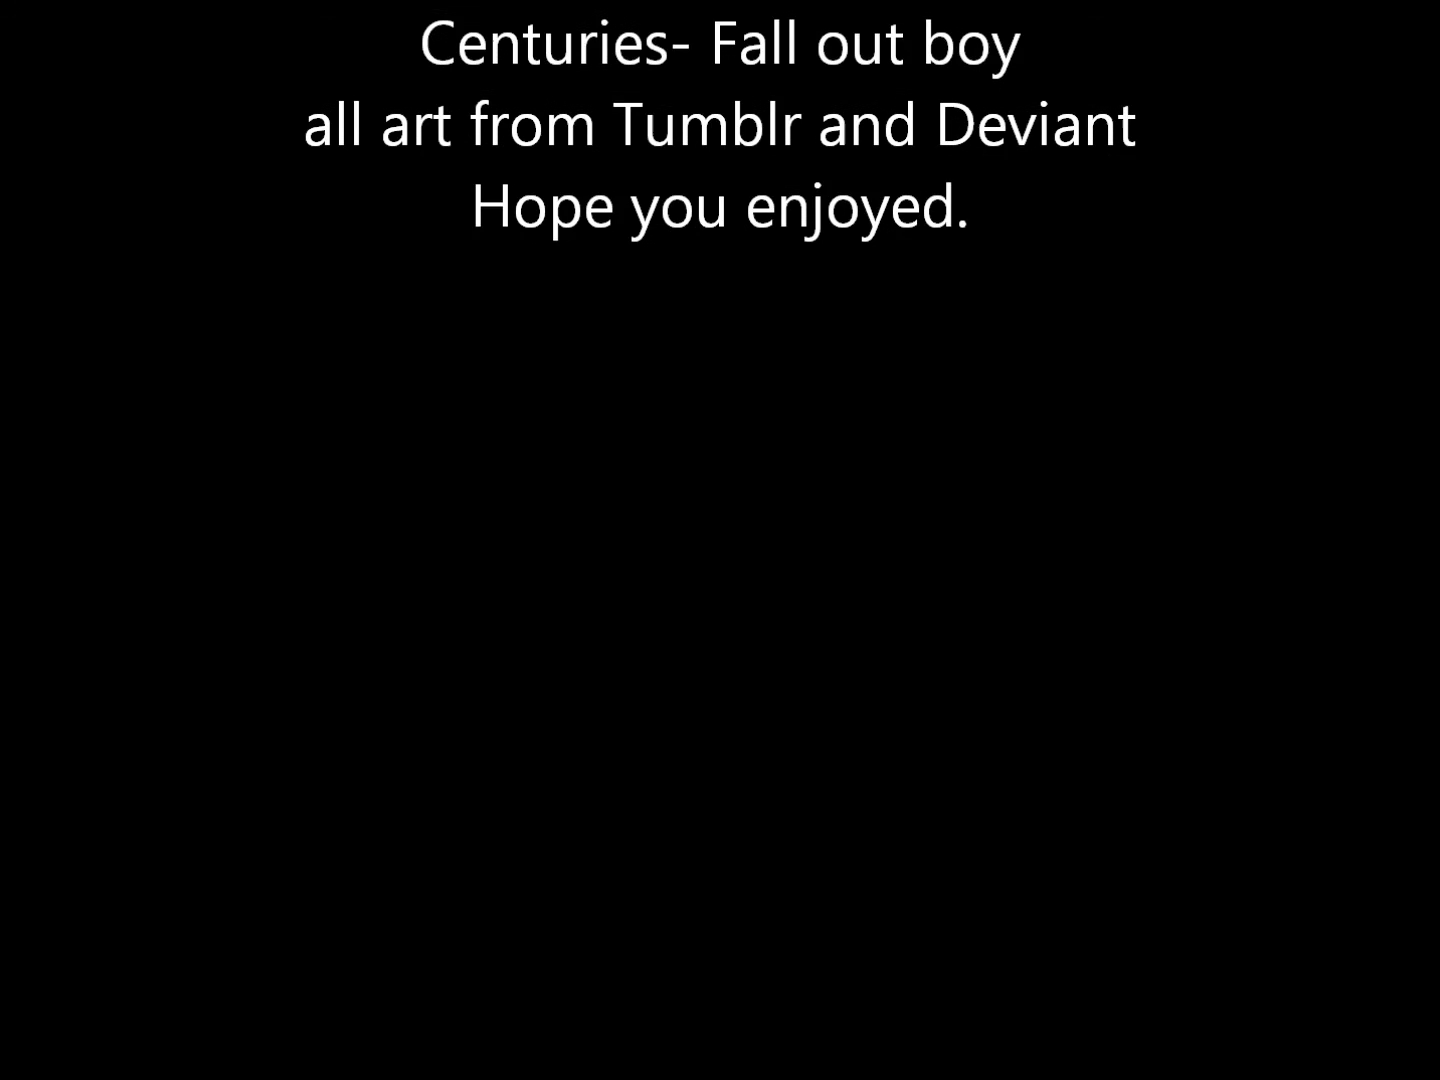 Centuries- Fall out boy
all art from Tumblr and Deviant
Hope you enjoyed.